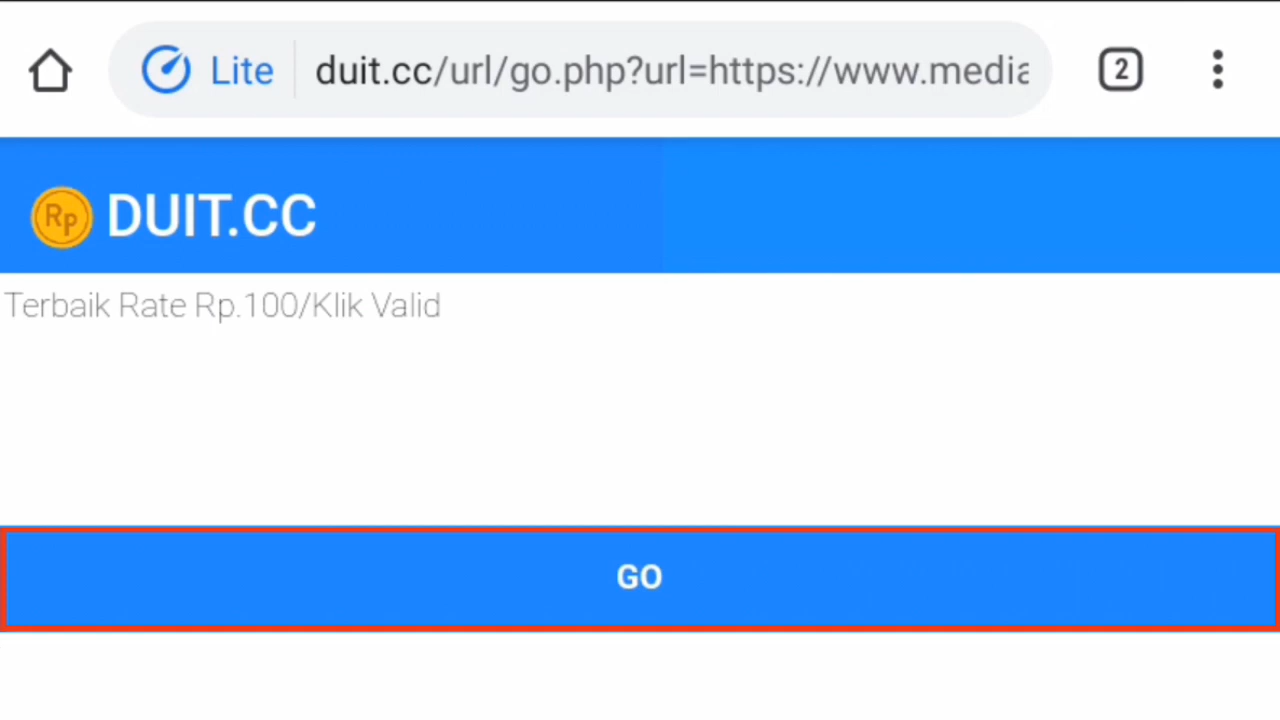 Lite duit.cc/url/go.php?url=https://www.media 2
Rp DUIT.CC
Terbaik Rate Rp.100/Klik Valid
GO